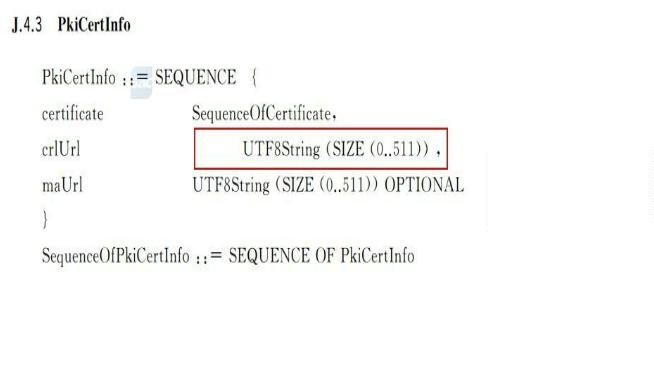 J.4.3 PkiCertInfo
PkiCertInfo ::= SEQUENCE {
certificate SequenceOfCertificate,
crlUrl UTF8String (SIZE (0..511)) ,
maUrl UTF8String (SIZE (0..511)) OPTIONAL
}
SequenceOfPkiCertInfo ::= SEQUENCE OF PkiCertInfo